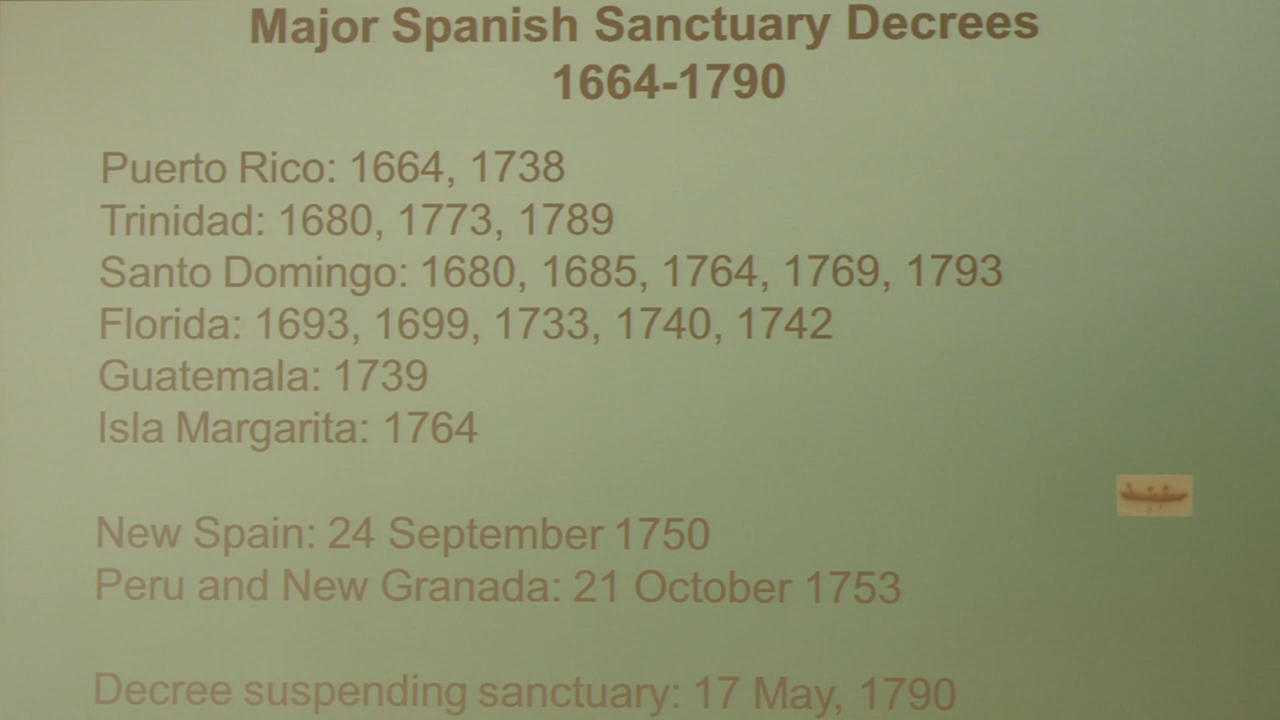 Major Spanish Sanctuary Decrees
1664-1790
Puerto Rico: 1664, 1738
Trinidad: 1680, 1773, 1789
Santo Domingo: 1680, 1685, 1764, 1769, 1793
Florida: 1693, 1699, 1733, 1740, 1742
Guatemala: 1739
Isla Margarita: 1764
New Spain: 24 September 1750
Peru and New Granada: 21 October 1753
Decree suspending sanctuary: 17 May, 1790